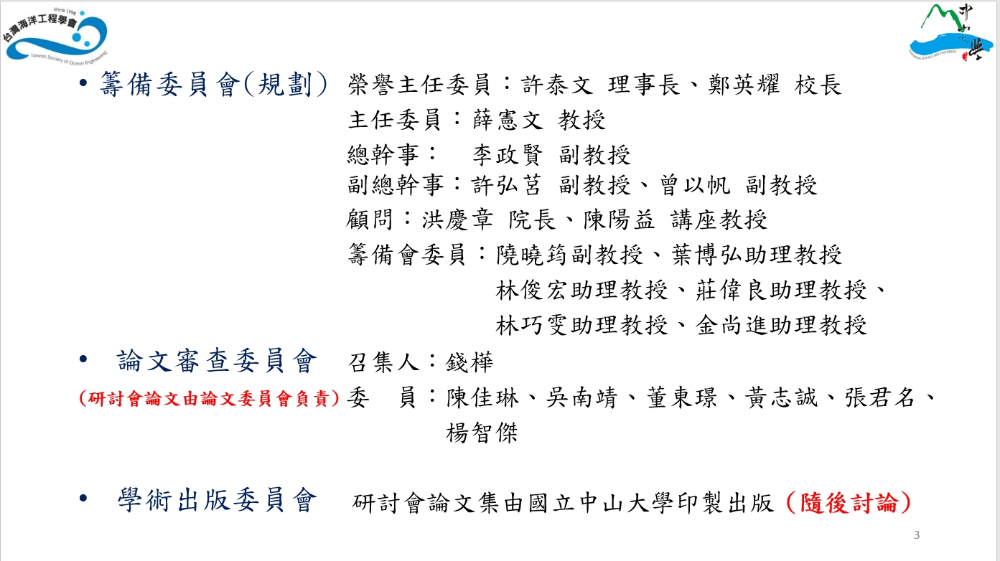 since 1998
台灣海洋工程學會
Taiwan Society of Ocean Engineering
中山大學
NATIONAL SUN YAT-SEN UNIVERSITY
• 籌備委員會(規劃) 榮譽主任委員：許泰文 理事長、鄭英耀 校長
主任委員：薛憲文 教授
總幹事： 李政賢 副教授
副總幹事：許弘莒 副教授、曾以帆 副教授
顧問：洪慶章 院長、陳陽益 講座教授
籌備會委員：隢曉筠副教授、葉博弘助理教授
林俊宏助理教授、莊偉良助理教授、
林巧雯助理教授、金尚進助理教授
• 論文審查委員會 召集人：錢樺
(研討會論文由論文委員會負責) 委 員：陳佳琳、吳南靖、董東璟、黃志誠、張君名、
楊智傑
• 學術出版委員會 研討會論文集由國立中山大學印製出版 (隨後討論)
3